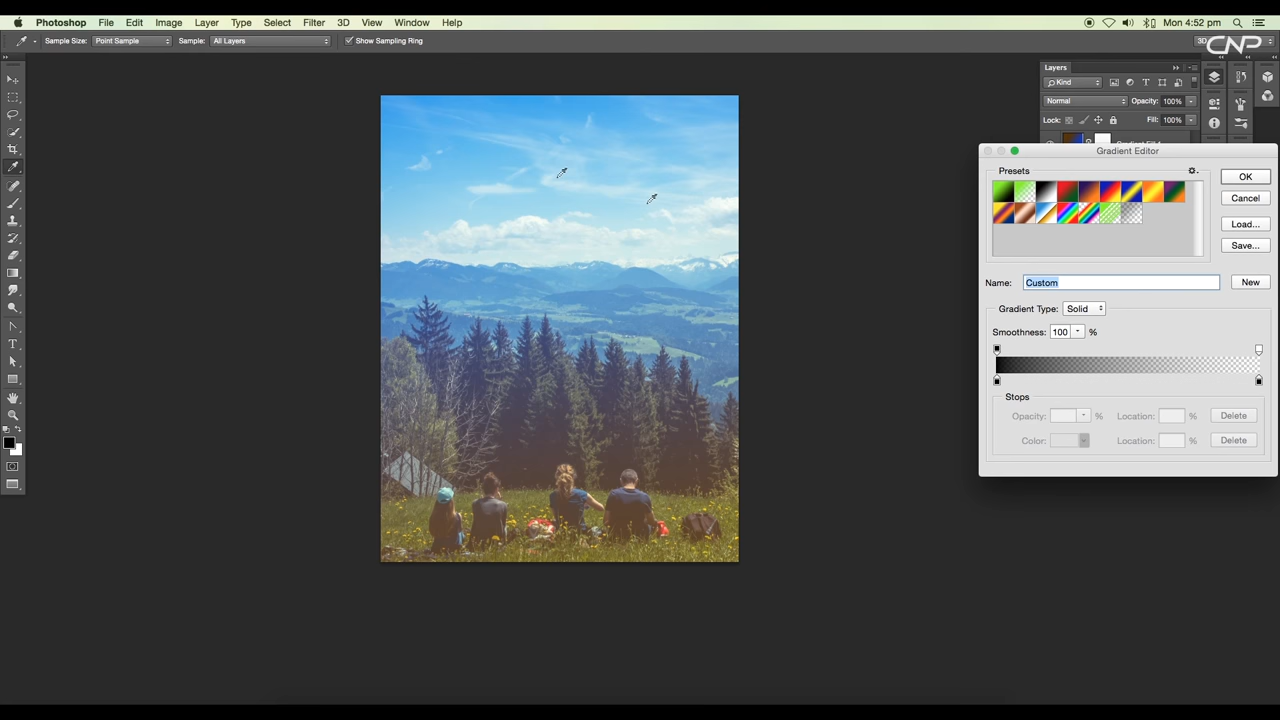 Photoshop File Edit Image Layer Type Select Filter 3D View Window Help Mon 4:52 pm
Sample Size: Point Sample Sample: All Layers Show Sampling Ring 3D
CNP
Layers
Kind
Normal Opacity: 100%
Lock: Fill: 100%
Gradient Editor
Presets
OK
Cancel
Load...
Save...
Name: Custom New
Gradient Type: Solid
Smoothness: 100 %
Stops
Opacity: % Location: % Delete
Color: Location: % Delete